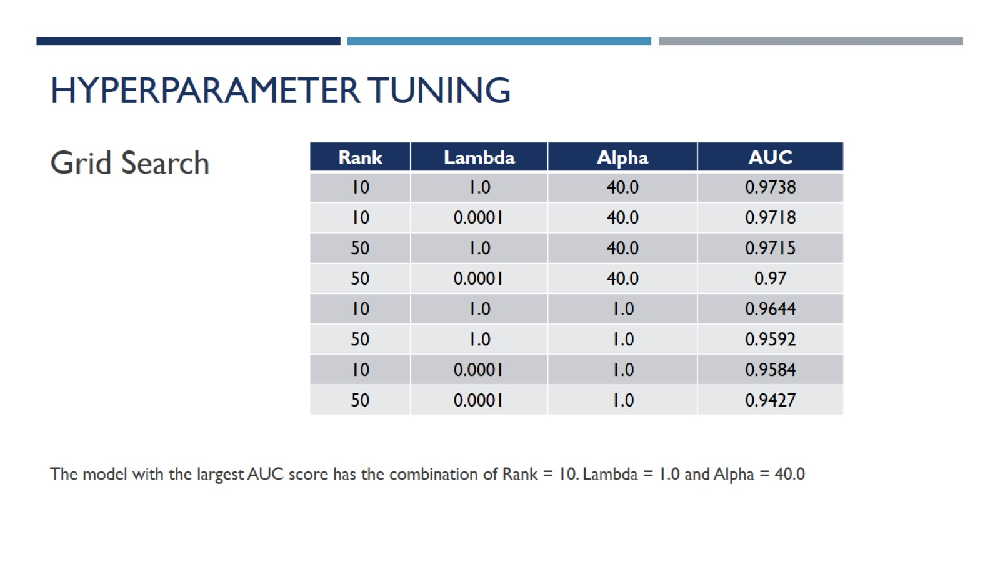 HYPERPARAMETER TUNING
Grid Search
Rank Lambda Alpha AUC
10 1.0 40.0 0.9738
10 0.0001 40.0 0.9718
50 1.0 40.0 0.9715
50 0.0001 40.0 0.97
10 1.0 1.0 0.9644
50 1.0 1.0 0.9592
10 0.0001 1.0 0.9584
50 0.0001 1.0 0.9427
The model with the largest AUC score has the combination of Rank = 10. Lambda = 1.0 and Alpha = 40.0